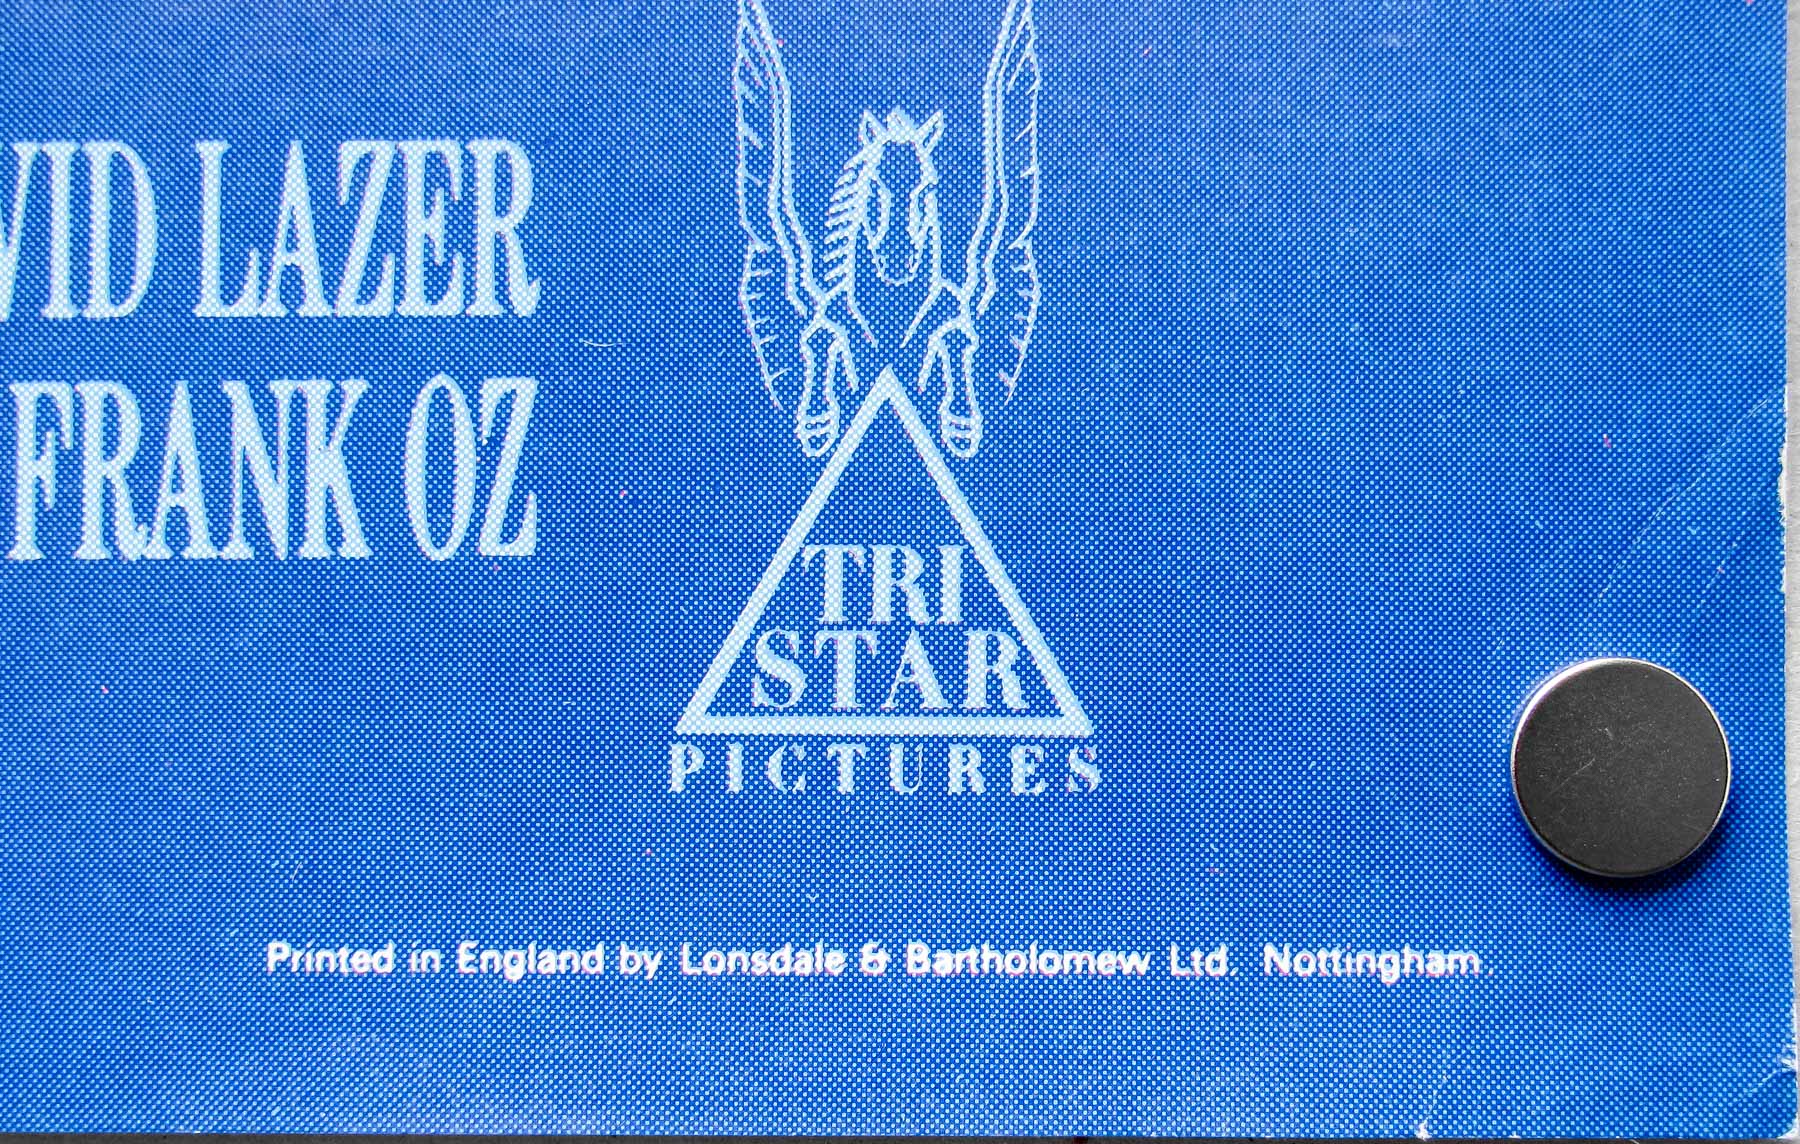 VID LAZER
FRANK OZ
TRI
STAR
PICTURES
Printed in England by Lonsdale & Bartholomew Ltd. Nottingham.